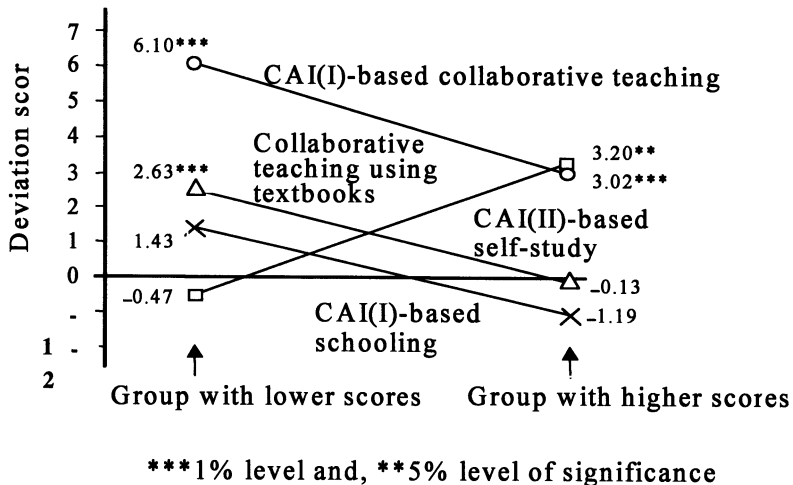 7
6.10***
6
CAI(I)-based collaborative teaching
5
Deviation scor
4
Collaborative
teaching using
textbooks
3.20**
3
2.63***
3.02***
2
CAI(II)-based
self-study
1
1.43
0
-0.47
-0.13
-
CAI(I)-based
schooling
-1.19
1 -
2
Group with lower scores
Group with higher scores
***1% level and, **5% level of significance